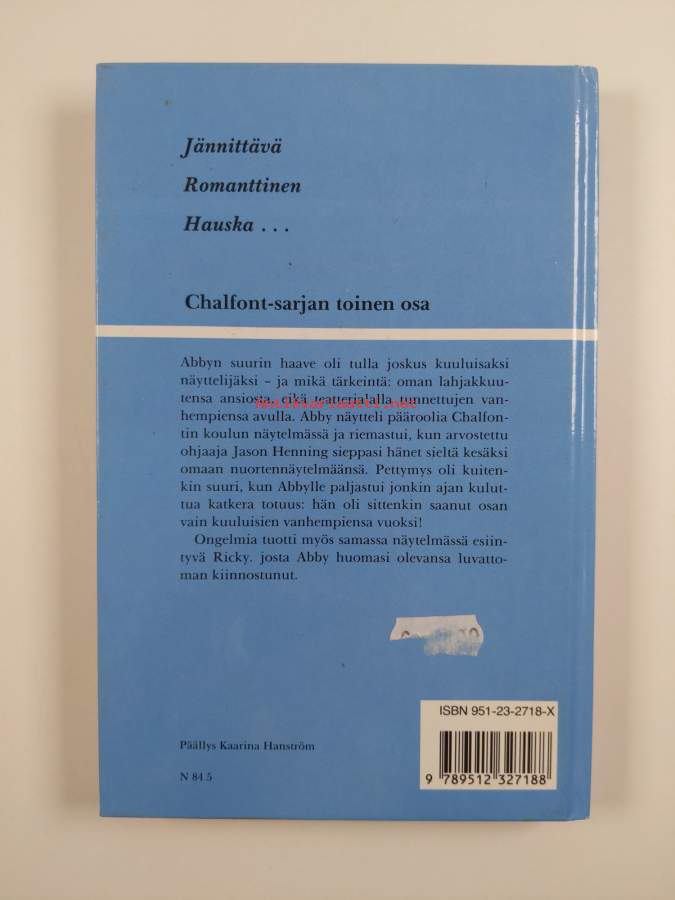 Jännittävä
Romanttinen
Hauska . . .
Chalfont-sarjan toinen osa
Abbyn suurin haave oli tulla joskus kuuluisaksi
näyttelijäksi – ja mikä tärkeintä: oman lahjakkuu-
tensa ansiosta, eikä teatterialalla tunnettujen van-
hempiensa avulla. Abby näytteli pääroolia Chalfon-
tin koulun näytelmässä ja riemastui, kun arvostettu
ohjaaja Jason Henning sieppasi hänet sieltä kesäksi
omaan nuortennäytelmäänsä. Pettymys oli kuiten-
kin suuri, kun Abbylle paljastui jonkin ajan kulut-
tua katkera totuus: hän oli sittenkin saanut osan
vain kuuluisien vanhempiensa vuoksi!
Ongelmia tuotti myös samassa näytelmässä esiin-
tyvä Ricky. josta Abby huomasi olevansa luvatto-
man kiinnostunut.
ISBN 951-23-2718-X
9 789512 327188
Päällys Kaarina Hanström
N 84.5